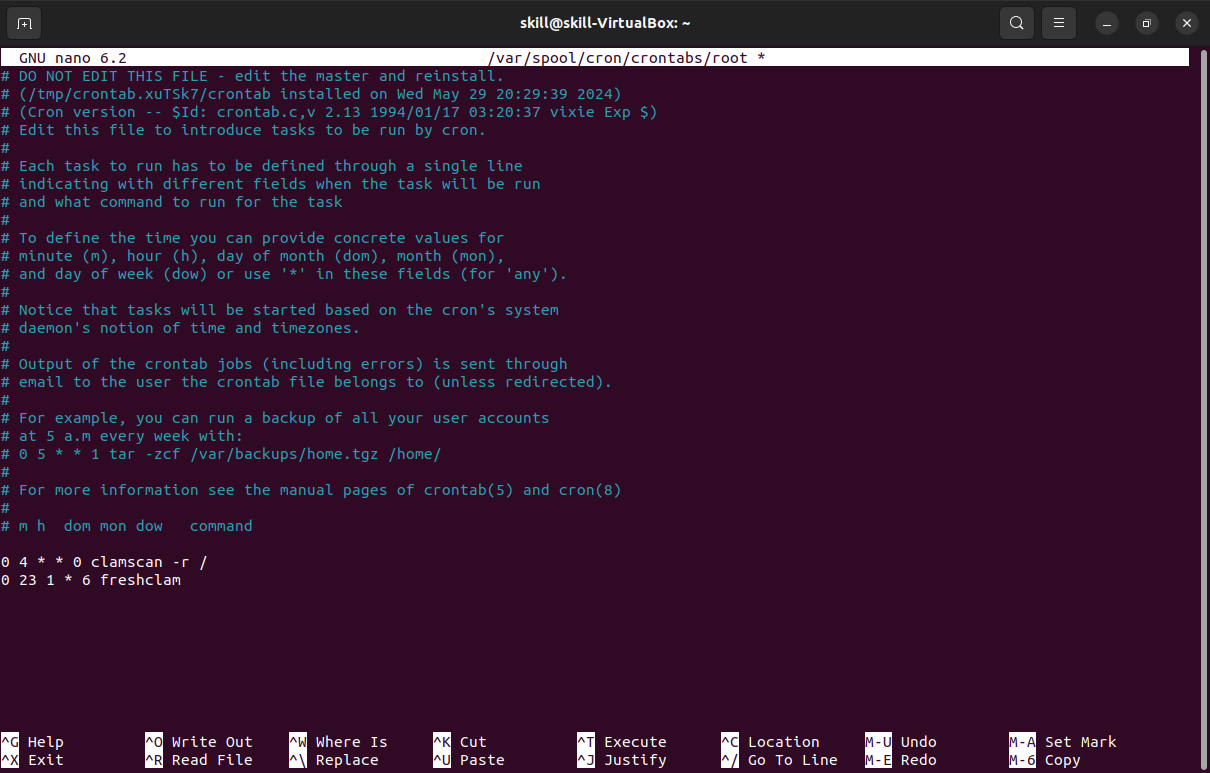 skill@skill-VirtualBox: ~
GNU nano 6.2 /var/spool/cron/crontabs/root *
# DO NOT EDIT THIS FILE - edit the master and reinstall.
# (/tmp/crontab.xuTSk7/crontab installed on Wed May 29 20:29:39 2024)
# (Cron version -- $Id: crontab.c,v 2.13 1994/01/17 03:20:37 vixie Exp $)
# Edit this file to introduce tasks to be run by cron.
#
# Each task to run has to be defined through a single line
# indicating with different fields when the task will be run
# and what command to run for the task
#
# To define the time you can provide concrete values for
# minute (m), hour (h), day of month (dom), month (mon),
# and day of week (dow) or use '*' in these fields (for 'any').
#
# Notice that tasks will be started based on the cron's system
# daemon's notion of time and timezones.
#
# Output of the crontab jobs (including errors) is sent through
# email to the user the crontab file belongs to (unless redirected).
#
# For example, you can run a backup of all your user accounts
# at 5 a.m every week with:
# 0 5 * * 1 tar -zcf /var/backups/home.tgz /home/
#
# For more information see the manual pages of crontab(5) and cron(8)
#
# m h  dom mon dow   command
0 4 * * 0 clamscan -r /
0 23 1 * 6 freshclam
^G Help ^O Write Out ^W Where Is ^K Cut ^T Execute ^C Location M-U Undo M-A Set Mark
^X Exit ^R Read File ^\ Replace ^U Paste ^J Justify ^/ Go To Line M-E Redo M-6 Copy